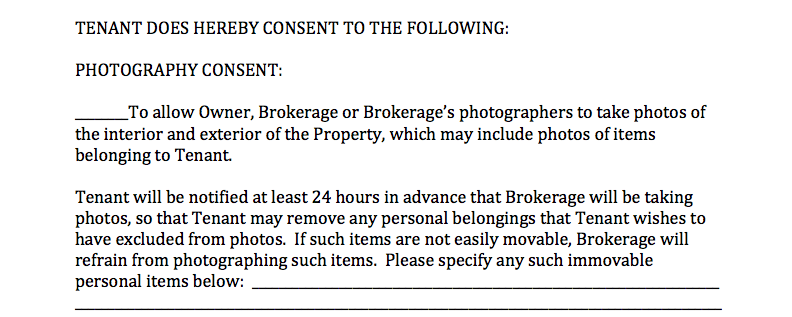 TENANT DOES HEREBY CONSENT TO THE FOLLOWING:
PHOTOGRAPHY CONSENT:
______To allow Owner, Brokerage or Brokerage’s photographers to take photos of
the interior and exterior of the Property, which may include photos of items
belonging to Tenant.
Tenant will be notified at least 24 hours in advance that Brokerage will be taking
photos, so that Tenant may remove any personal belongings that Tenant wishes to
have excluded from photos.  If such items are not easily movable, Brokerage will
refrain from photographing such items.  Please specify any such immovable
personal items below: ______________________________________________________
__________________________________________________________________________